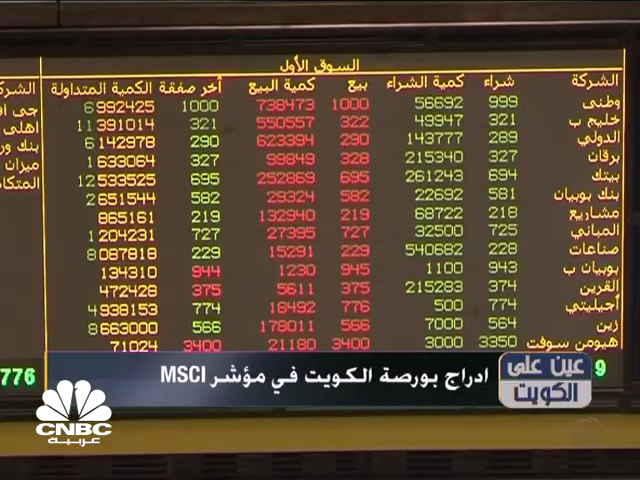 السوق الأول
الشركة شراء كمية الشراء بيع كمية البيع آخر صفقة الكمية المتداولة
وطني 999 56692 1000 738473 1000 6992425
خليج ب 321 49947 322 550557 321 11391014
الدولي 289 143777 290 623394 290 6142978
برقان 327 215340 328 99849 327 1633064
بيتك 694 261243 695 252869 695 12533525
بنك بوبيان 581 22692 582 29324 582 2651544
مشاريع 218 68722 219 132940 219 865161
المباني 725 32500 727 27395 727 1204231
صناعات 228 540682 229 15291 229 8087818
بوبيان ب 943 1100 945 1230 944 134310
القرين 374 215283 375 5611 375 472428
أجيليتي 774 500 776 18492 774 4938153
زين 564 7000 566 178011 566 8663000
هيومن سوفت 3350 3000 3400 21180 3400 71024
الشركة
اهلي
بنك ور
ميزان
المتكا
776
9
عين على
الكويت
ادراج بورصة الكويت في مؤشر MSCI
CNBC
عربية